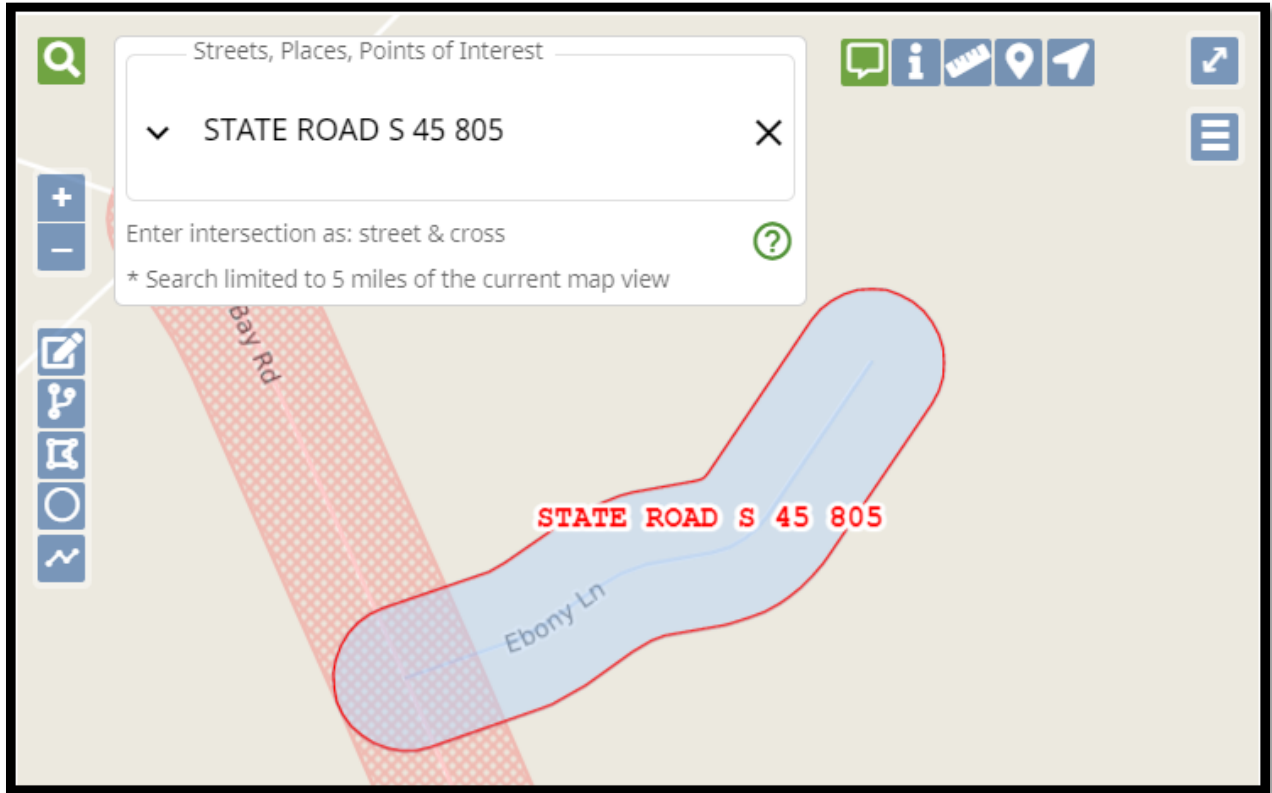 Streets, Places, Points of Interest
STATE ROAD S 45 805
Enter intersection as: street & cross
* Search limited to 5 miles of the current map view
Bay Rd
STATE ROAD S 45 805
Ebony Ln